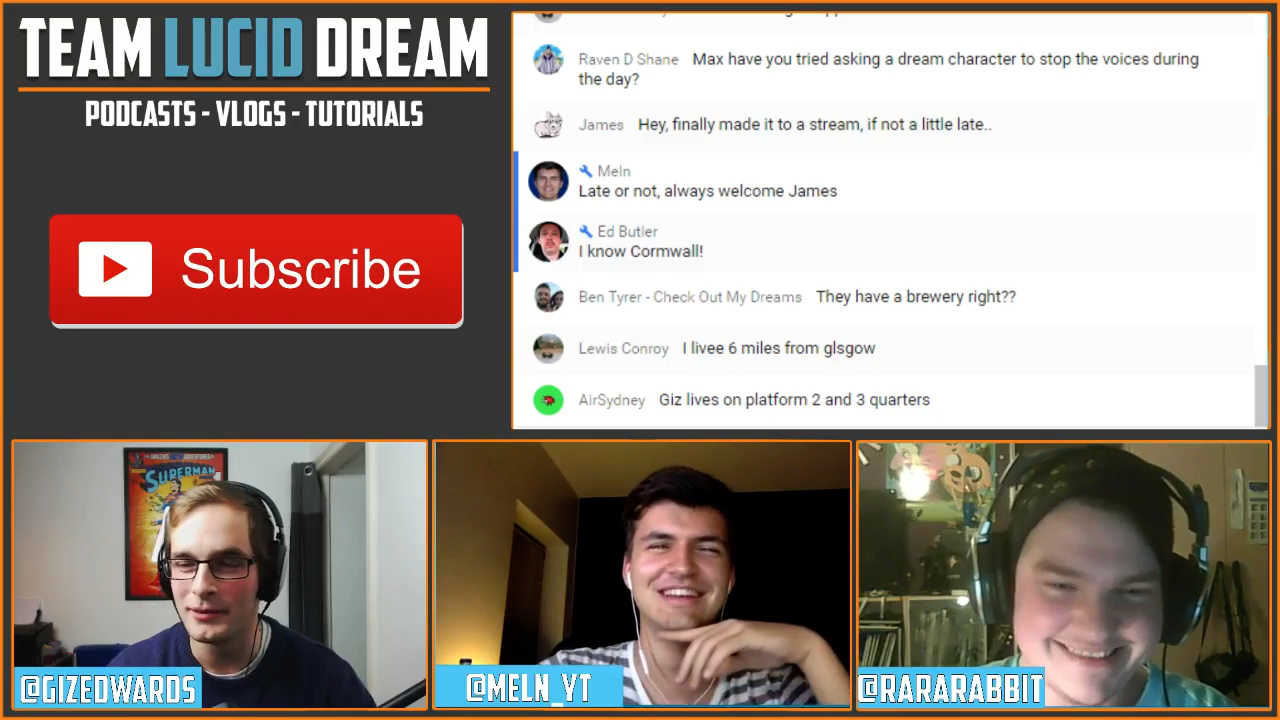 TEAM LUCID DREAM
PODCASTS - VLOGS - TUTORIALS
Subscribe
Raven D Shane Max have you tried asking a dream character to stop the voices during
the day?
James Hey, finally made it to a stream, if not a little late..
Meln
Late or not, always welcome James
Ed Butler
I know Cormwall!
Ben Tyrer - Check Out My Dreams They have a brewery right??
Lewis Conroy I livee 6 miles from glsgow
AirSydney Giz lives on platform 2 and 3 quarters
SUPERMAN
@GIZEDWARDS
@MELN_YT
@RARARABBIT